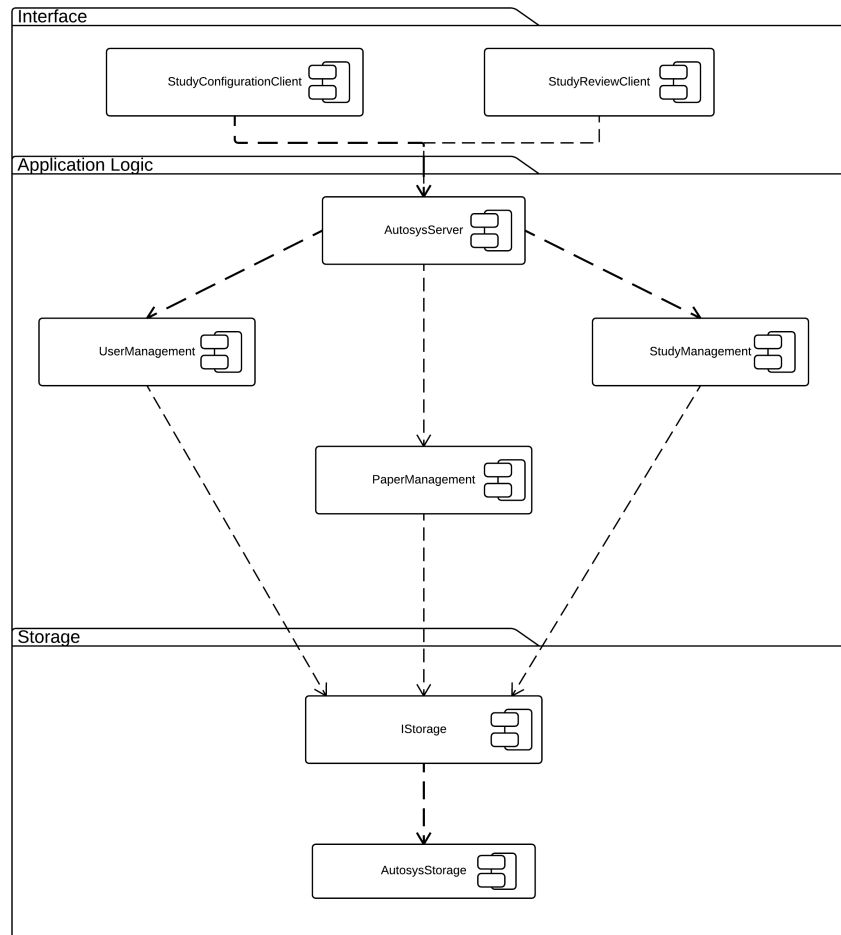 Interface
StudyConfigurationClient
StudyReviewClient
Application Logic
AutosysServer
UserManagement
StudyManagement
PaperManagement
Storage
IStorage
AutosysStorage